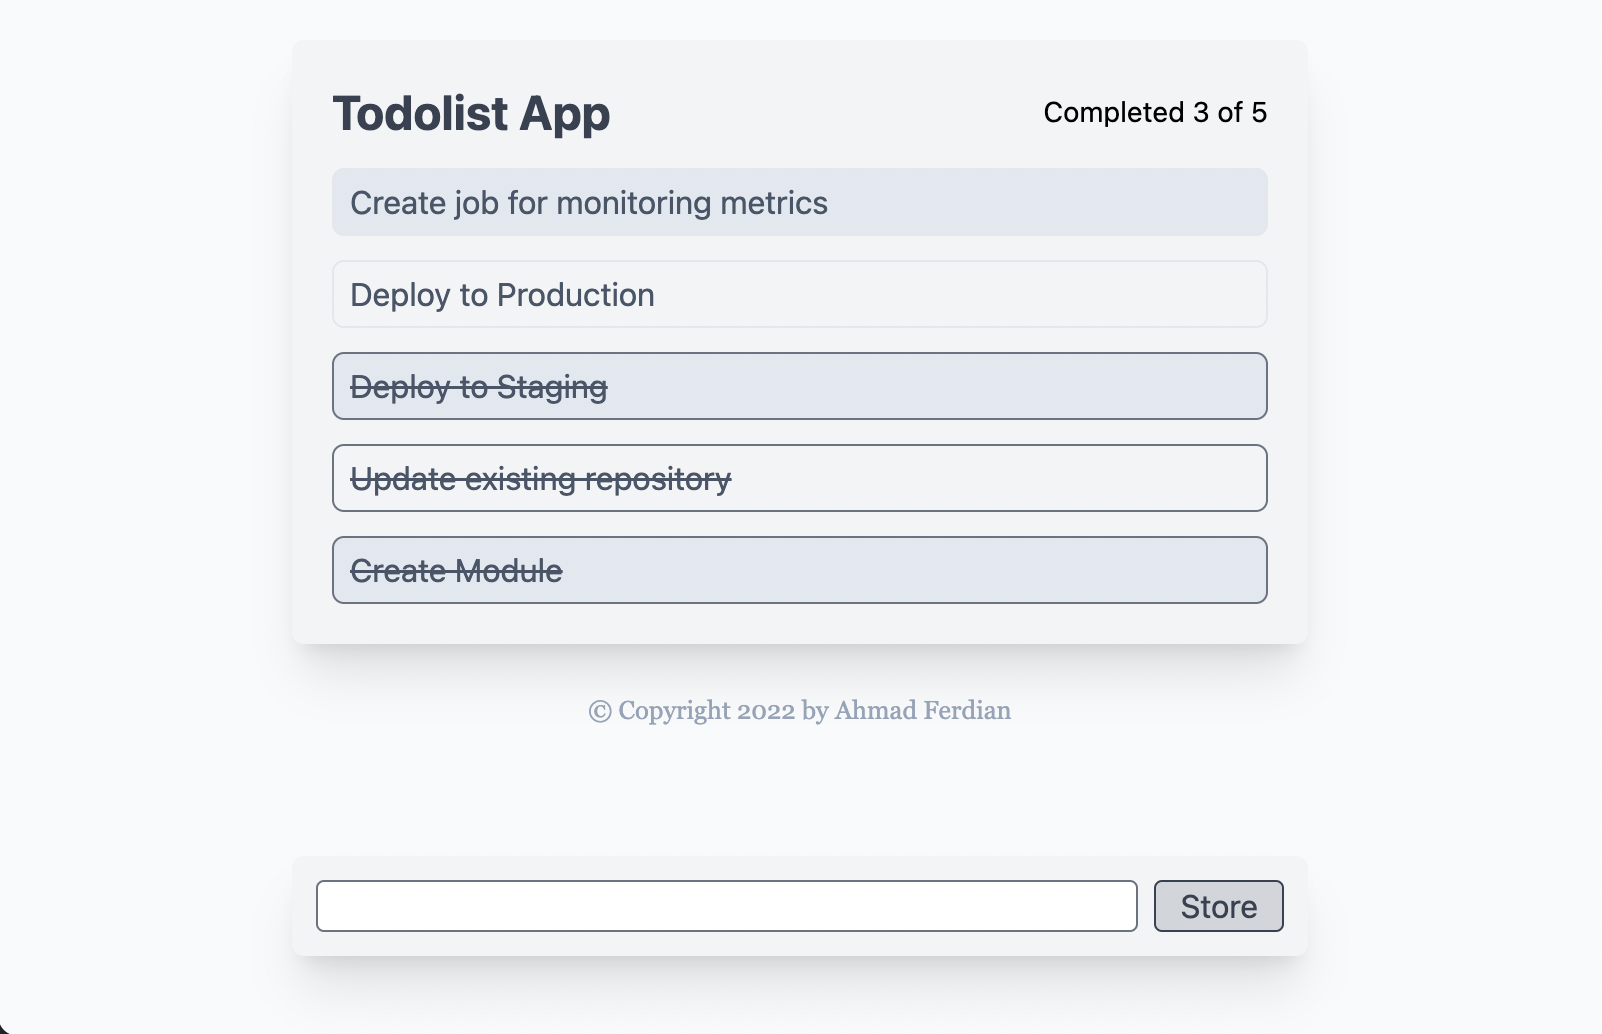 Todolist App
Completed 3 of 5
Create job for monitoring metrics
Deploy to Production
Deploy to Staging
Update existing repository
Create Module
© Copyright 2022 by Ahmad Ferdian
Store